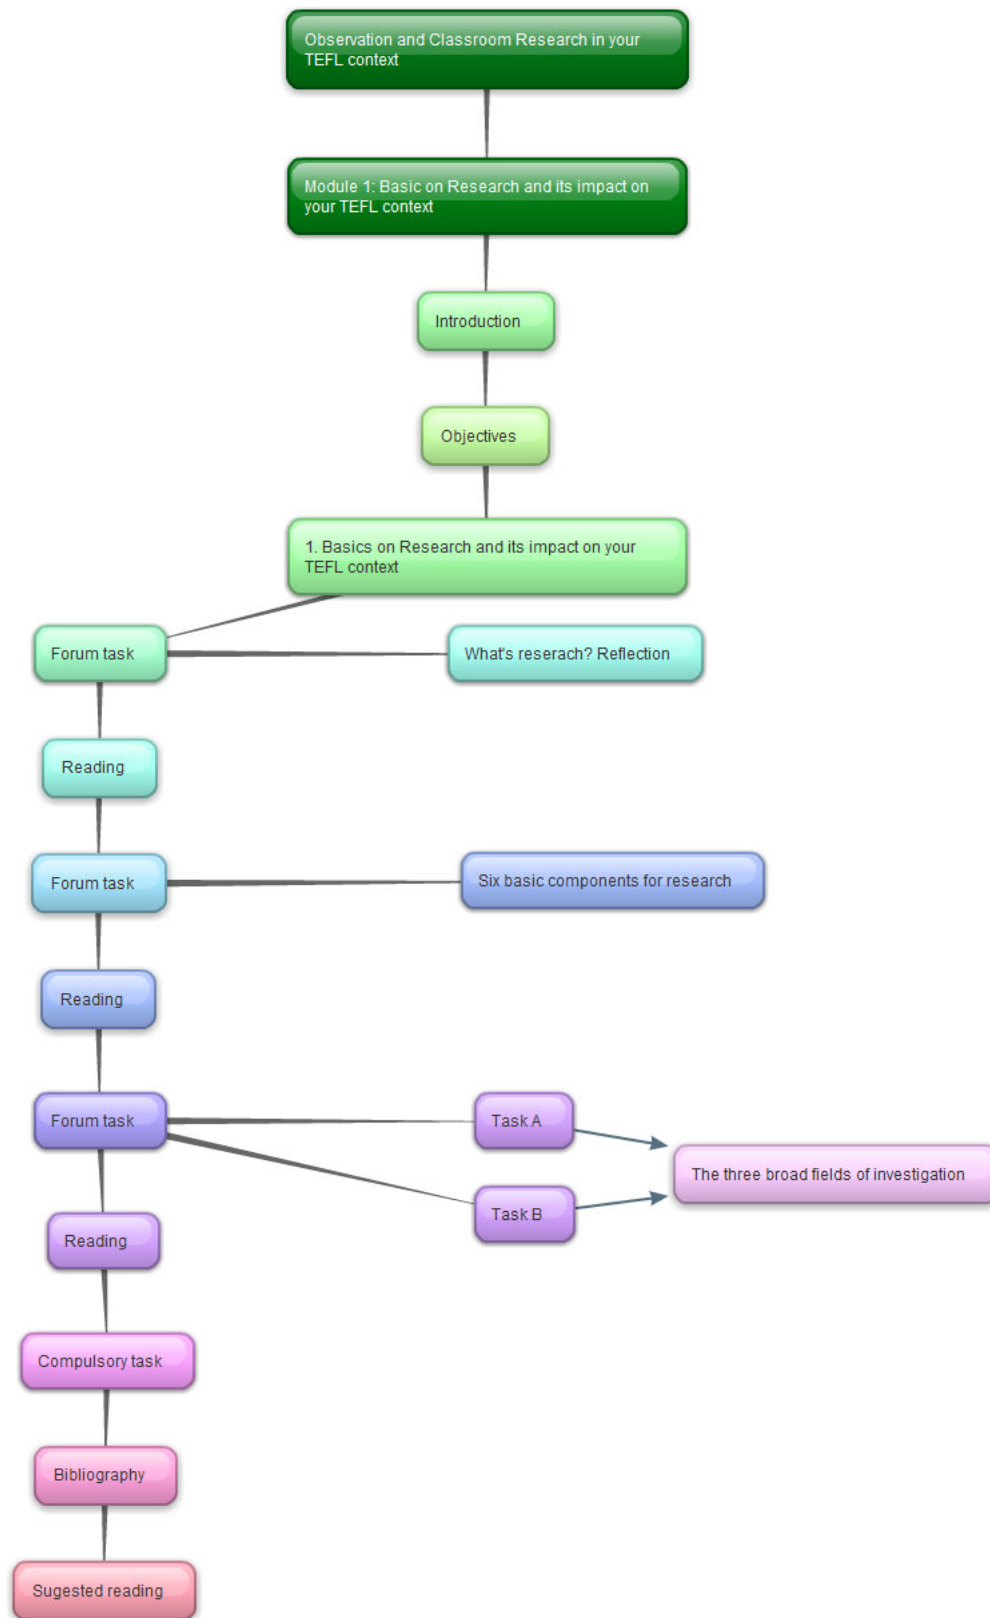 Observation and Classroom Research in your
TEFL context
Module 1: Basic on Research and its impact on
your TEFL context
Introduction
Objectives
1. Basics on Research and its impact on your
TEFL context
Forum task
What's reserach? Reflection
Reading
Forum task
Six basic components for research
Reading
Forum task
Task A
The three broad fields of investigation
Task B
Reading
Compulsory task
Bibliography
Sugested reading